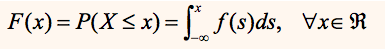 F(x) = P(X ≤ x) = ∫_{-∞}^{x} f(s)ds, ∀x∈ ℜ